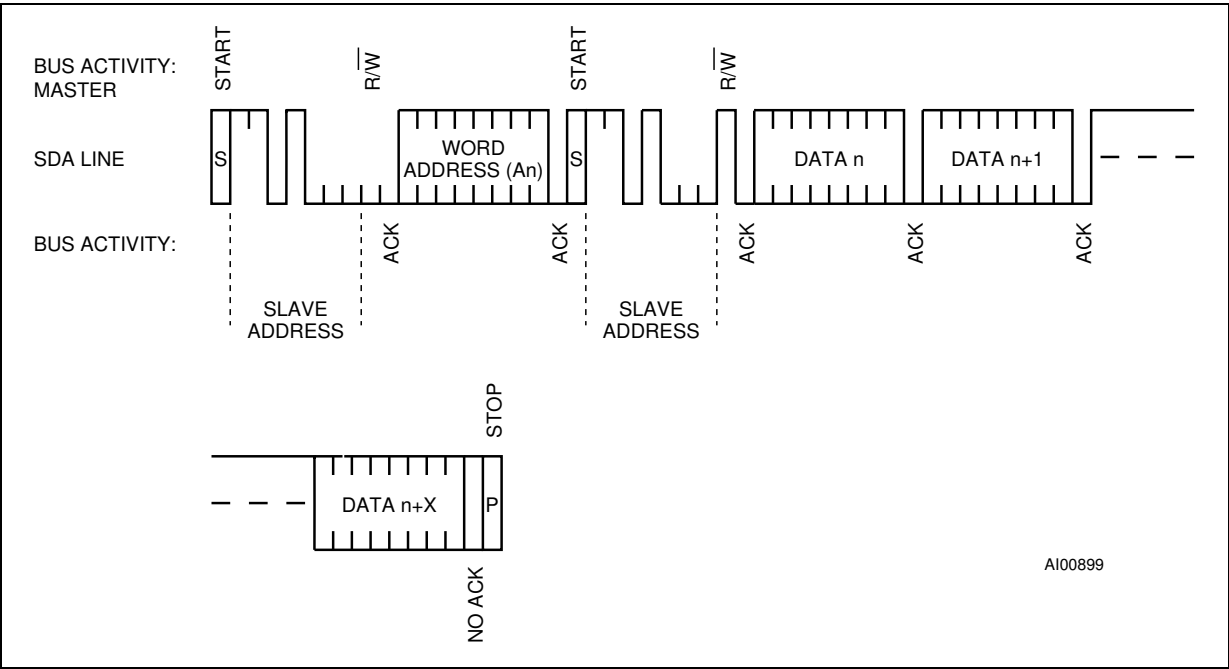 START
R/W
START
R/W
BUS ACTIVITY:
MASTER
SDA LINE
S
WORD
ADDRESS (An)
S
DATA n
DATA n+1
BUS ACTIVITY:
ACK
ACK
ACK
ACK
ACK
SLAVE
ADDRESS
SLAVE
ADDRESS
STOP
DATA n+X
P
NO ACK
AI00899